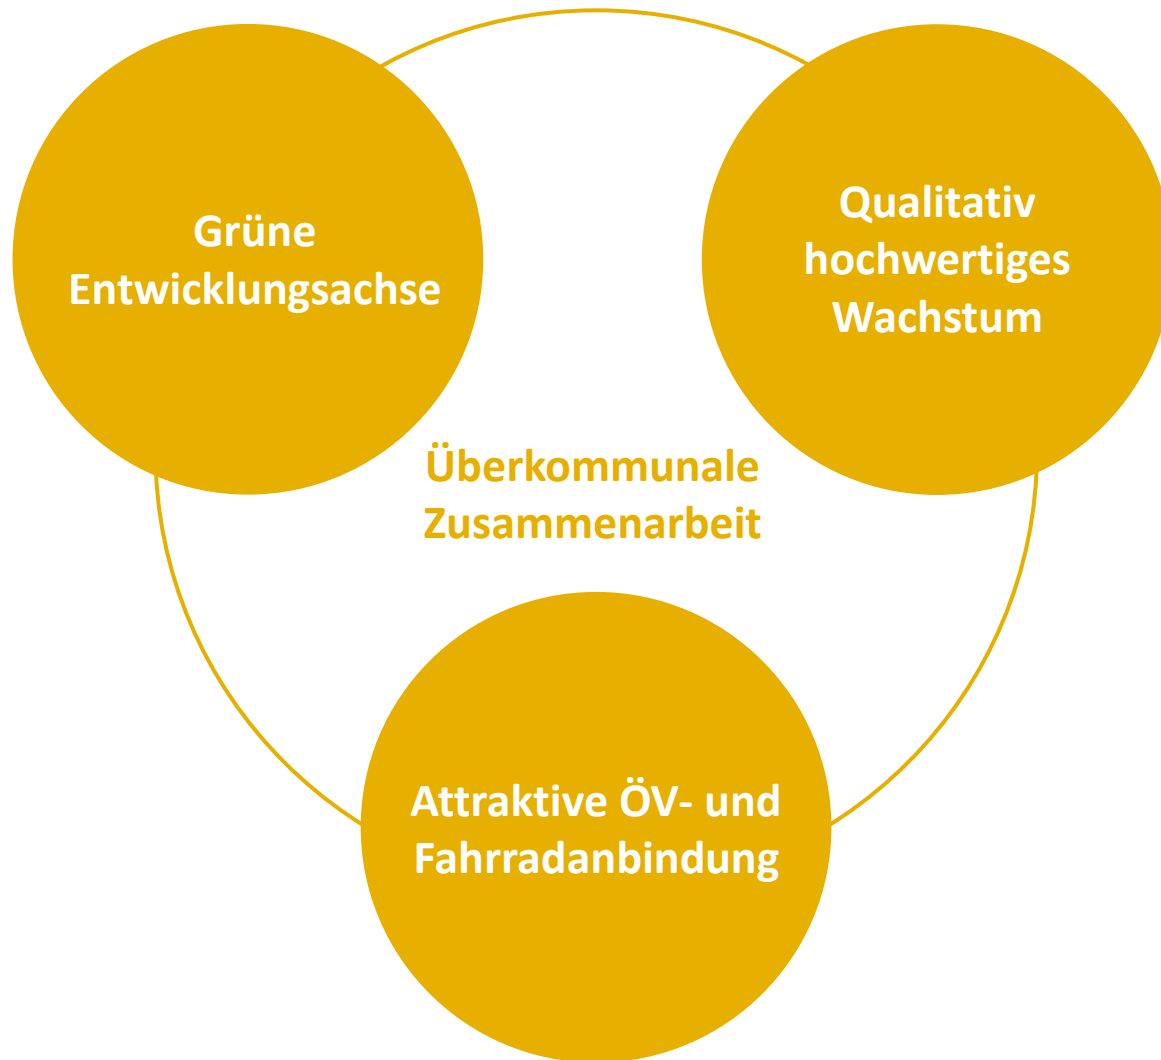 Grüne
Entwicklungsachse
Qualitativ
hochwertiges
Wachstum
Überkommunale
Zusammenarbeit
Attraktive ÖV- und
Fahrradanbindung